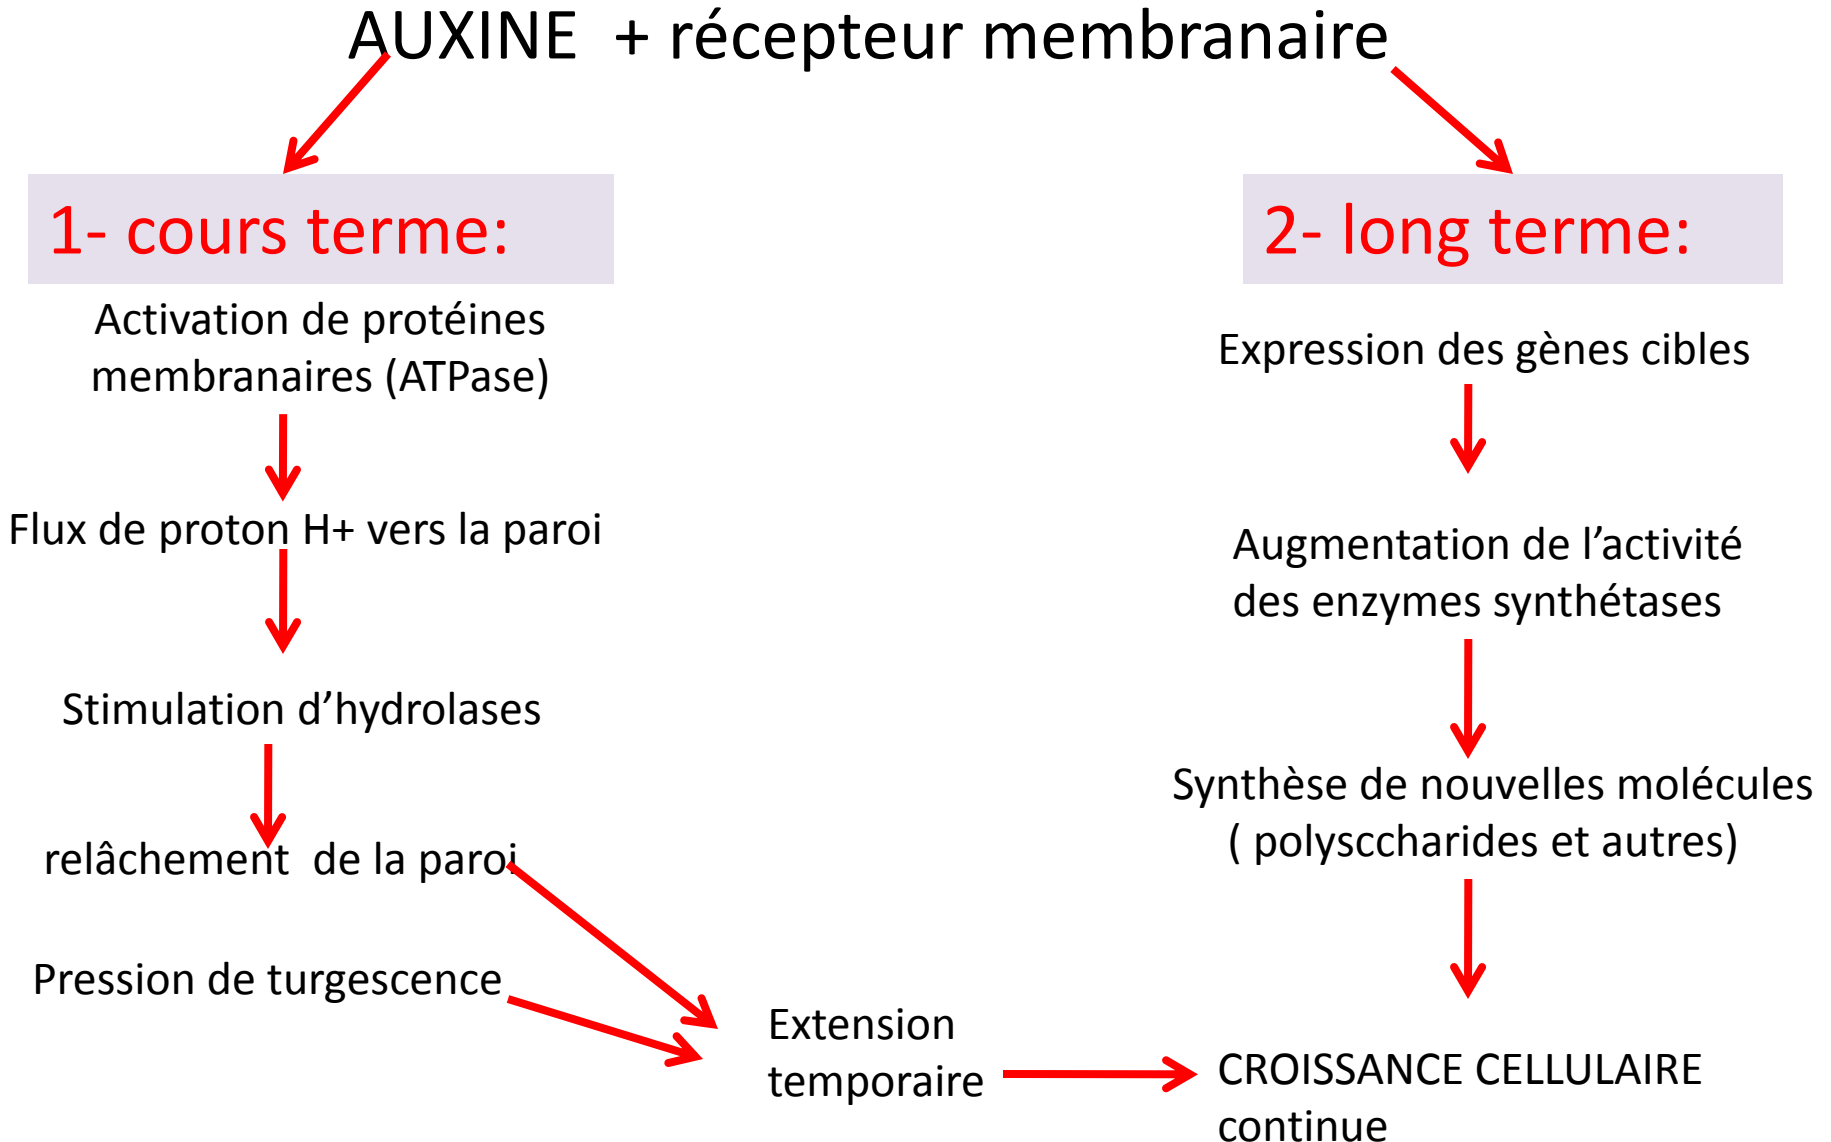 AUXINE + récepteur membranaire
1- cours terme:
Activation de protéines
membranaires (ATPase)
Flux de proton H+ vers la paroi
Stimulation d’hydrolases
relâchement de la paroi
Pression de turgescence
Extension
temporaire
2- long terme:
Expression des gènes cibles
Augmentation de l’activité
des enzymes synthétases
Synthèse de nouvelles molécules
( polysccharides et autres)
CROISSANCE CELLULAIRE
continue